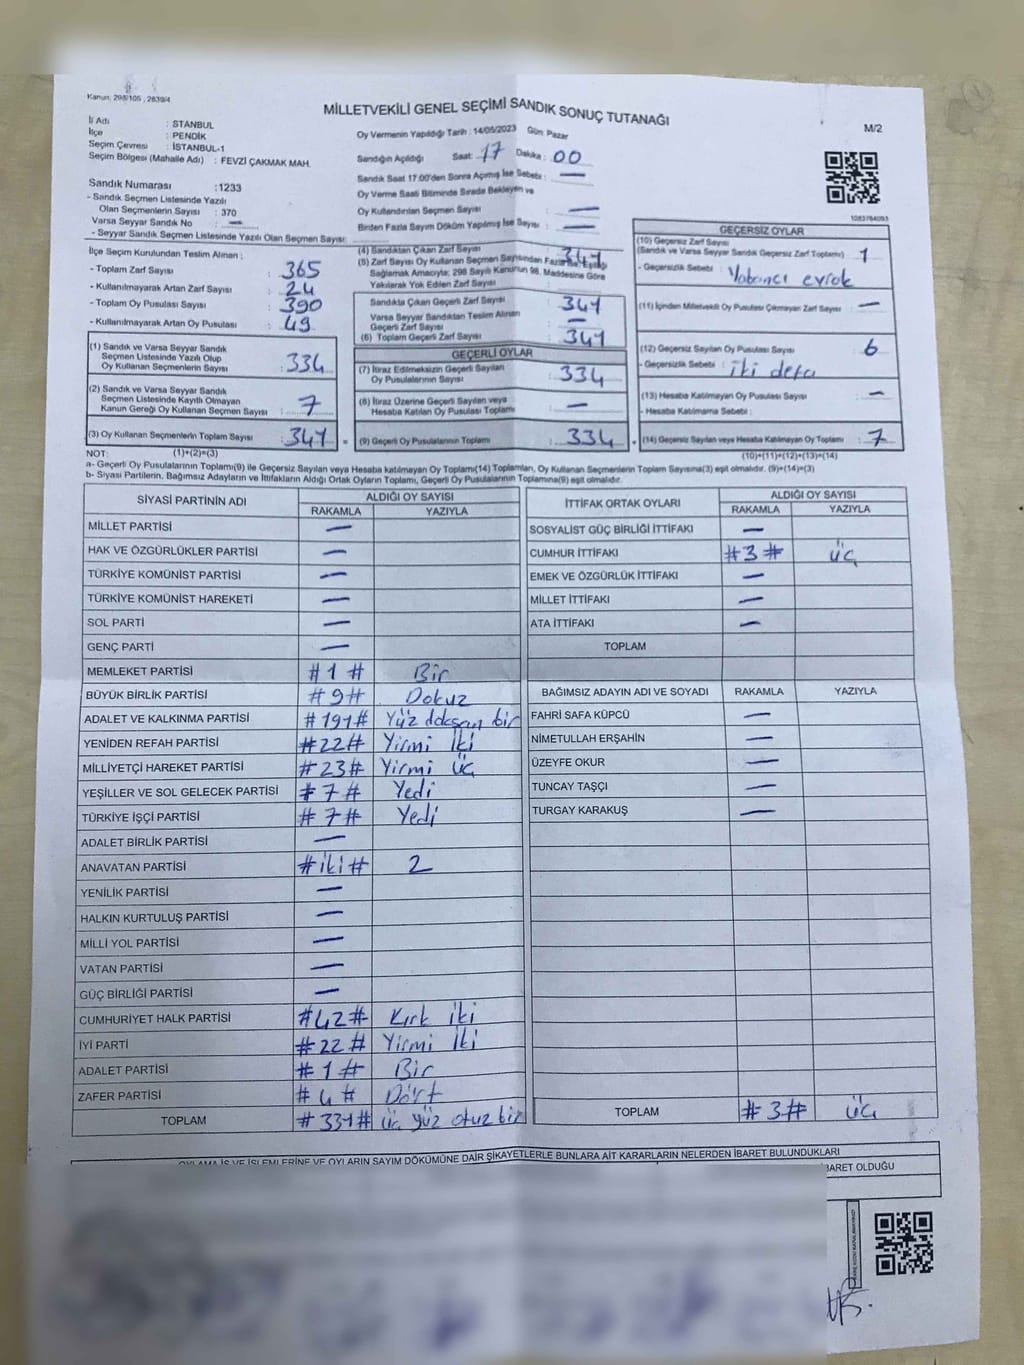 Kanun: 298/105 , 2839/4
MİLLETVEKİLİ GENEL SEÇİMİ SANDIK SONUÇ TUTANAĞI
M/2
İl Adı : STANBUL
İlçe : PENDİK
Seçim Çevresi : İSTANBUL-1
Seçim Bölgesi (Mahalle Adı) : FEVZİ ÇAKMAK MAH.
Oy Vermenin Yapıldığı Tarih : 14/05/2023 Gün: Pazar
Sandığın Açıldığı Saat: 17 Dakika : 00
Sandık Saat 17:00'den Sonra Açımış İse Sebebi : —
Oy Verme Saati Bitiminde Sırada Bekleyen ve
Oy Kullandırılan Seçmen Sayısı : —
Birden Fazla Sayım Döküm Yapılmış İse Sayısı : —
Sandık Numarası : 1233
- Sandık Seçmen Listesinde Yazılı
Olan Seçmenlerin Sayısı : 370
Varsa Seyyar Sandık No : —
- Seyyar Sandık Seçmen Listesinde Yazılı Olan Seçmen Sayısı:
1083764093
İlçe Seçim Kurulundan Teslim Alınan ;
- Toplam Zarf Sayısı : 365
- Kullanılmayarak Artan Zarf Sayısı : 24
- Toplam Oy Pusulası Sayısı : 390
- Kullanılmayarak Artan Oy Pusulası : 49
(1) Sandık ve Varsa Seyyar Sandık
Seçmen Listesinde Yazılı Olup
Oy Kullanan Seçmenlerin Sayısı : 334
(2) Sandık ve Varsa Seyyar Sandık
Seçmen Listesinde Kayıtlı Olmayan
Kanun Gereği Oy Kullanan Seçmen Sayısı : 7
(3) Oy Kullanan Seçmenlerin Toplam Sayısı : 341
(1)+(2)=(3)
(4) Sandıktan Çıkan Zarf Sayısı : 341
(5) Zarf Sayısı Oy Kullanan Seçmen Sayısından Fazla İse, Eşitliği
Sağlamak Amacıyla; 298 Sayılı Kanunun 98. Maddesine Göre
Yakılarak Yok Edilen Zarf Sayısı :
Sandıkta Çıkan Geçerli Zarf Sayısı : 341
Varsa Seyyar Sandıktan Teslim Alınan
Geçerli Zarf Sayısı : —
(6) Toplam Geçerli Zarf Sayısı : 341
GEÇERLİ OYLAR
(7) İtiraz Edilmeksizin Geçerli Sayılan
Oy Pusulalarının Sayısı : 334
(8) İtiraz Üzerine Geçerli Sayılan veya
Hesaba Katılan Oy Pusulası Toplamı : —
(9) Geçerli Oy Pusulalarının Toplamı : 334
GEÇERSİZ OYLAR
(10) Geçersiz Zarf Sayısı
(Sandık ve Varsa Seyyar Sandık Geçersiz Zarf Toplamı) : 1
- Geçersizlik Sebebi : Yabancı evrak
(11) İçinden Milletvekili Oy Pusulası Çıkmayan Zarf Sayısı : —
(12) Geçersiz Sayılan Oy Pusulası Sayısı : 6
- Geçersizlik Sebebi : iki defa
(13) Hesaba Katılmayan Oy Pusulası Sayısı : —
- Hesaba Katılmama Sebebi :
(14) Geçersiz Sayılan veya Hesaba Katılmayan Oy Toplamı : 7
(10)+(11)+(12)+(13)=(14)
NOT:
a- Geçerli Oy Pusulalarının Toplamı(9) ile Geçersiz Sayılan veya Hesaba katılmayan Oy Toplamı(14) Toplamları, Oy Kullanan Seçmenlerin Toplam Sayısına(3) eşit olmalıdır. (9)+(14)=(3)
b- Siyasi Partilerin, Bağımsız Adayların ve İttifakların Aldığı Ortak Oyların Toplamı, Geçerli Oy Pusulalarının Toplamına(9) eşit olmalıdır.
SİYASİ PARTİNİN ADI ALDIĞI OY SAYISI
RAKAMLA YAZIYLA
MİLLET PARTİSİ —
HAK VE ÖZGÜRLÜKLER PARTİSİ —
TÜRKİYE KOMÜNİST PARTİSİ —
TÜRKİYE KOMÜNİST HAREKETİ —
SOL PARTİ —
GENÇ PARTİ —
MEMLEKET PARTİSİ #1# Bir
BÜYÜK BİRLİK PARTİSİ #9# Dokuz
ADALET VE KALKINMA PARTİSİ #191# Yüz doksan bir
YENİDEN REFAH PARTİSİ #22# Yirmi iki
MİLLİYETÇİ HAREKET PARTİSİ #23# Yirmi üç
YEŞİLLER VE SOL GELECEK PARTİSİ #7# Yedi
TÜRKİYE İŞÇİ PARTİSİ #7# Yedi
ADALET BİRLİK PARTİSİ —
ANAVATAN PARTİSİ #iki# 2
YENİLİK PARTİSİ —
HALKIN KURTULUŞ PARTİSİ —
MİLLİ YOL PARTİSİ —
VATAN PARTİSİ —
GÜÇ BİRLİĞİ PARTİSİ —
CUMHURİYET HALK PARTİSİ #42# Kırk iki
İYİ PARTİ #22# Yirmi iki
ADALET PARTİSİ #1# Bir
ZAFER PARTİSİ #4# Dört
TOPLAM #331# üç yüz otuz bir
İTTİFAK ORTAK OYLARI ALDIĞI OY SAYISI
RAKAMLA YAZIYLA
SOSYALİST GÜÇ BİRLİĞİ İTTİFAKI —
CUMHUR İTTİFAKI #3# üç
EMEK VE ÖZGÜRLÜK İTTİFAKI —
MİLLET İTTİFAKI —
ATA İTTİFAKI —
TOPLAM
BAĞIMSIZ ADAYIN ADI VE SOYADI RAKAMLA YAZIYLA
FAHRİ SAFA KÜPCÜ —
NİMETULLAH ERŞAHİN —
ÜZEYFE OKUR —
TUNCAY TAŞÇI —
TURGAY KARAKUŞ —
TOPLAM #3# üç
OYLAMA İŞ VE İŞLEMLERİNE VE OYLARIN SAYIM DÖKÜMÜNE DAİR ŞİKAYETLERLE BUNLARA AİT KARARLARIN NELERDEN İBARET BULUNDUKLARI
BARET OLDUĞU